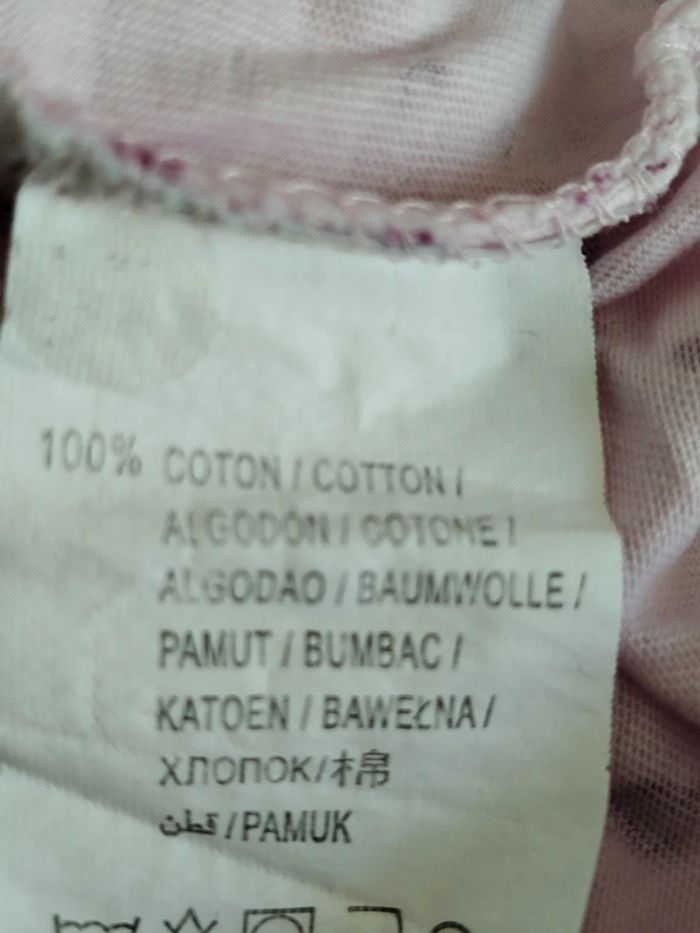 100% COTON / COTTON /
ALGODÓN / COTONE /
ALGODAO / BAUMWOLLE /
PAMUT / BUMBAC /
KATOEN / BAWEŁNA /
ХЛОПОК/棉
قطن /PAMUK